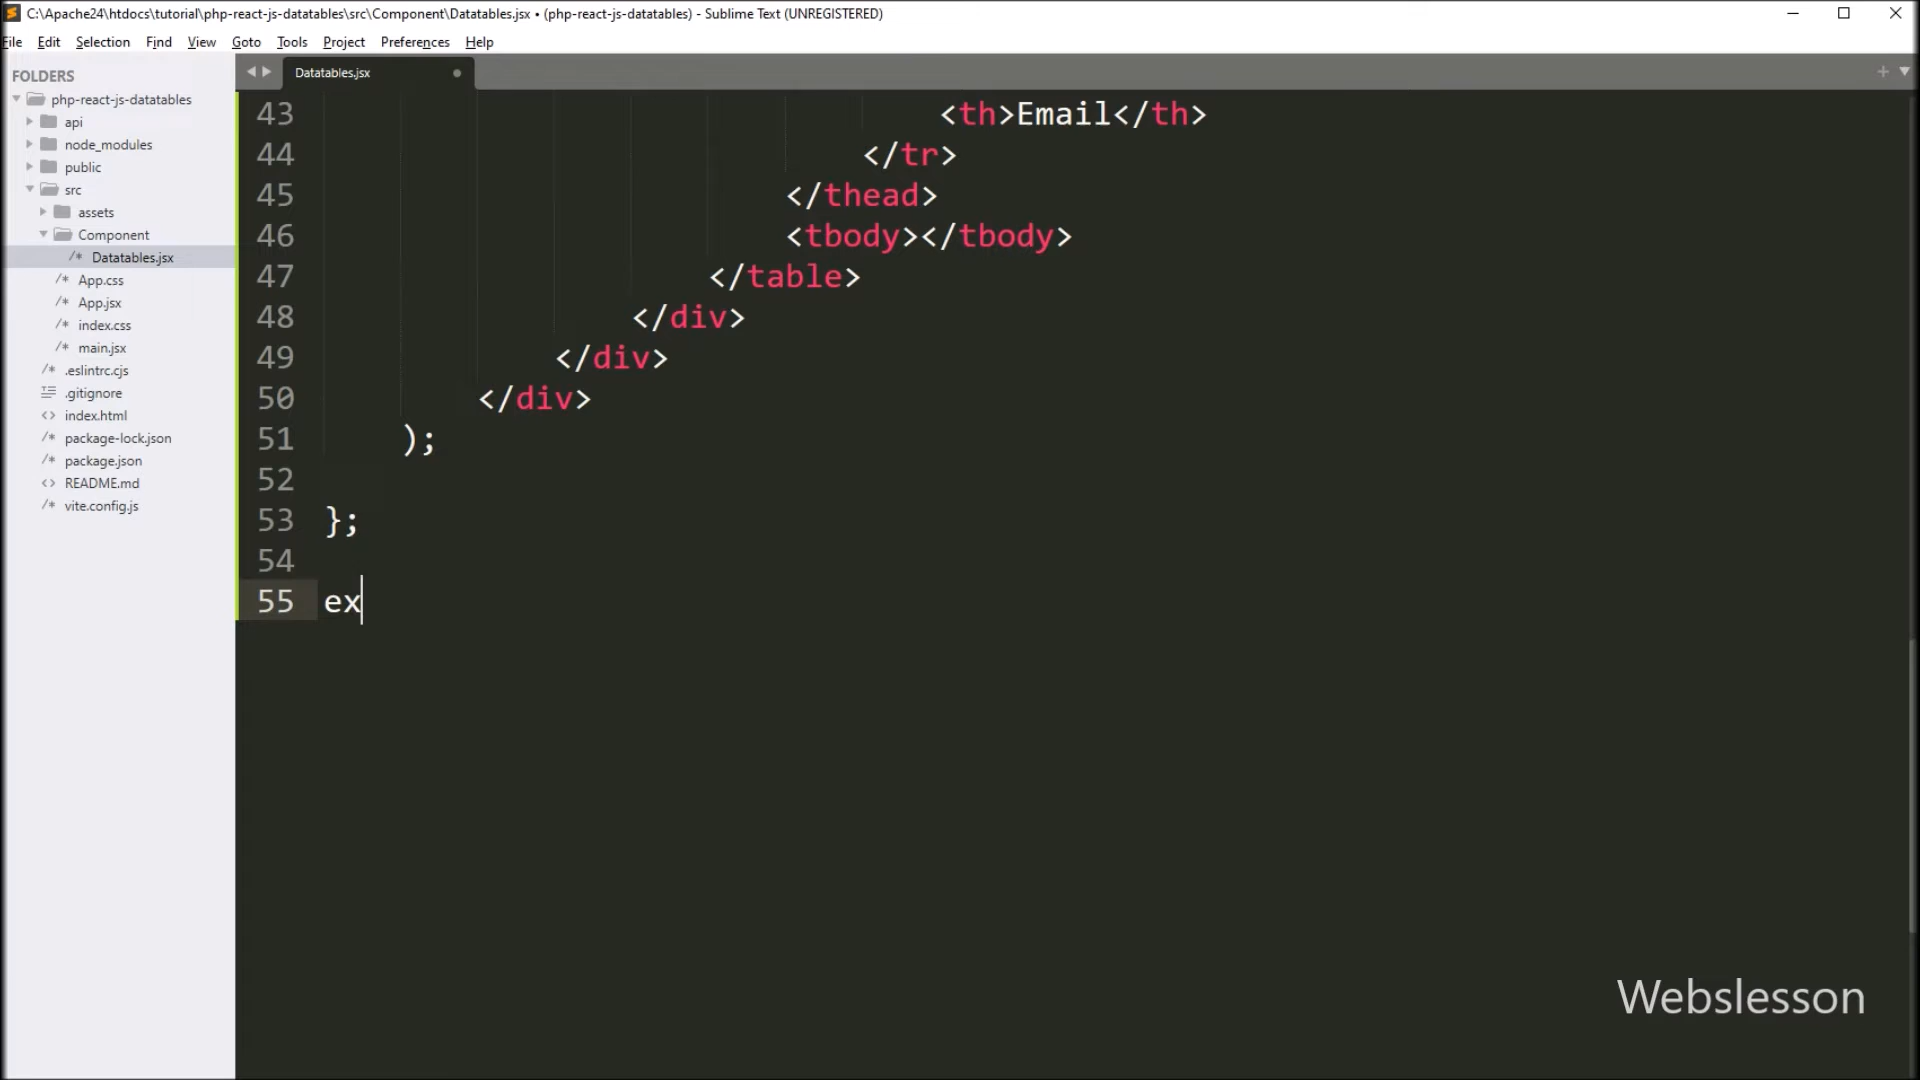 C:\Apache24\htdocs\tutorial\php-react-js-datatables\src\Component\Datatables.jsx • (php-react-js-datatables) - Sublime Text (UNREGISTERED)
File Edit Selection Find View Goto Tools Project Preferences Help
FOLDERS
php-react-js-datatables
api
node_modules
public
src
assets
Component
/* Datatables.jsx
/* App.css
/* App.jsx
/* index.css
/* main.jsx
/* .eslintrc.cjs
.gitignore
<> index.html
/* package-lock.json
/* package.json
<> README.md
/* vite.config.js
Datatables.jsx
43 <th>Email</th>
44 </tr>
45 </thead>
46 <tbody></tbody>
47 </table>
48 </div>
49 </div>
50 </div>
51 );
52
53 };
54
55 ex
Webslesson